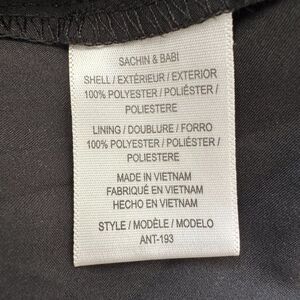 SACHIN & BABI
SHELL / EXTÉRIEUR / EXTERIOR
100% POLYESTER / POLIÉSTER /
POLIESTERE
LINING / DOUBLURE / FORRO
100% POLYESTER / POLIÉSTER /
POLIESTERE
MADE IN VIETNAM
FABRIQUÉ EN VIETNAM
HECHO EN VIETNAM
STYLE / MODÈLE / MODELO
ANT-193